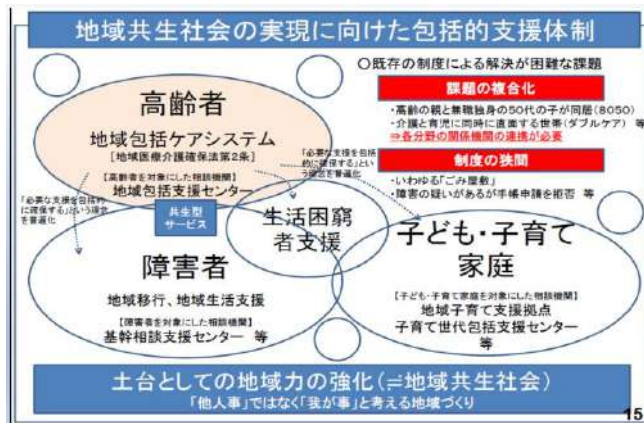 地域共生社会の実現に向けた包括的支援体制
〇既存の制度による解決が困難な課題
課題の複合化
・高齢の親と無職独身の50代の子が同居(8050)
・介護と育児に同時に直面する世帯(ダブルケア) 等
⇒各分野の関係機関の連携が必要
制度の狭間
・いわゆる「ごみ屋敷」
・障害の疑いがあるが手帳申請を拒否 等
高齢者
地域包括ケアシステム
[地域医療介護確保法第2条]
【高齢者を対象にした相談機関】
地域包括支援センター
「必要な支援を包括
的に確保する」とい
う理念を普遍化
「必要な支援を包括的
に確保する」という理念
を普遍化
共生型
サービス
生活困窮
者支援
障害者
地域移行、地域生活支援
【障害者を対象にした相談機関】
基幹相談支援センター 等
子ども・子育て
家庭
【子ども・子育て家庭を対象にした相談機関】
地域子育て支援拠点
子育て世代包括支援センター
等
土台としての地域力の強化(≒地域共生社会)
「他人事」ではなく「我が事」と考える地域づくり
15